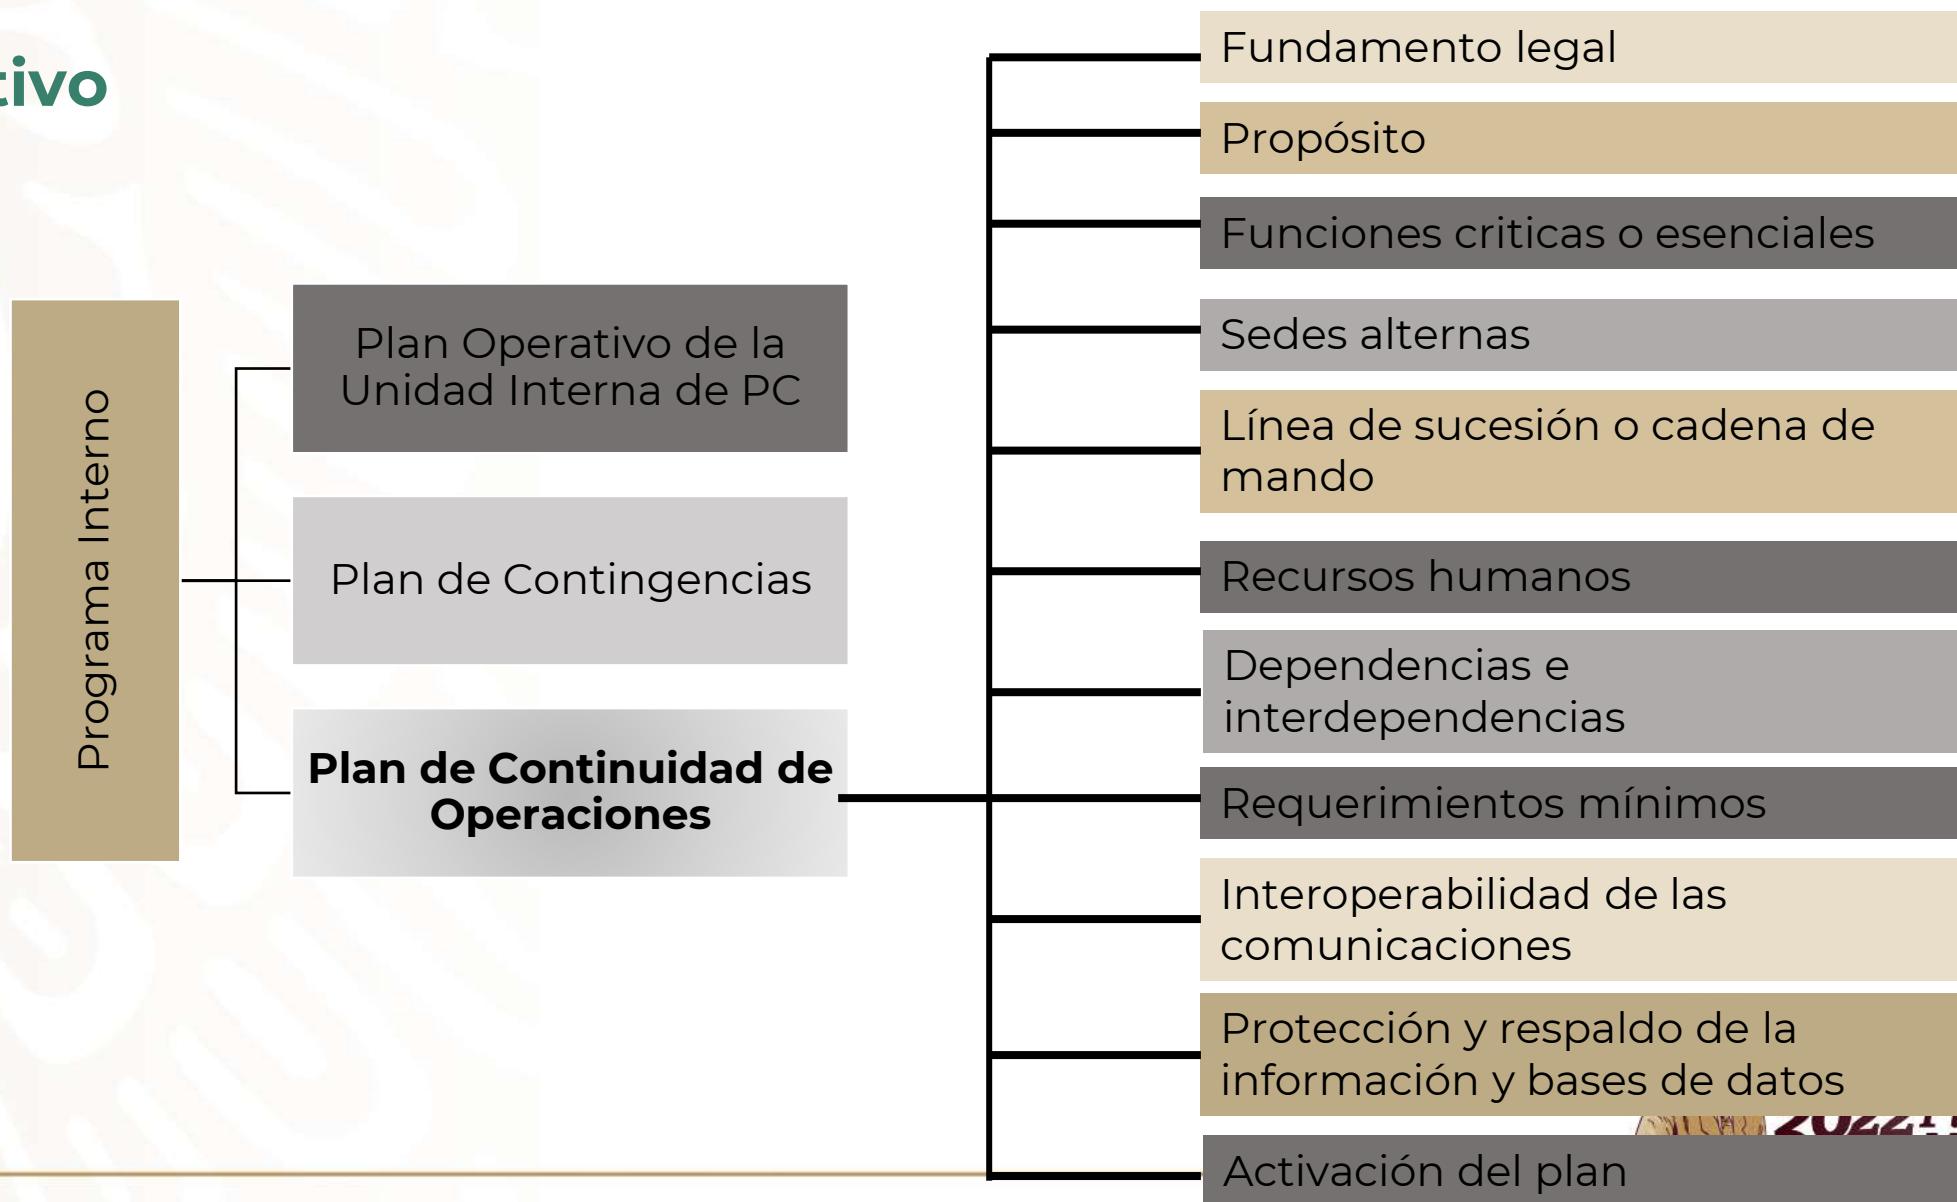 Programa Interno
Plan Operativo de la
Unidad Interna de PC
Plan de Contingencias
Plan de Continuidad de
Operaciones
Fundamento legal
Propósito
Funciones criticas o esenciales
Sedes alternas
Línea de sucesión o cadena de
mando
Recursos humanos
Dependencias e
interdependencias
Requerimientos mínimos
Interoperabilidad de las
comunicaciones
Protección y respaldo de la
información y bases de datos
2022
Activación del plan